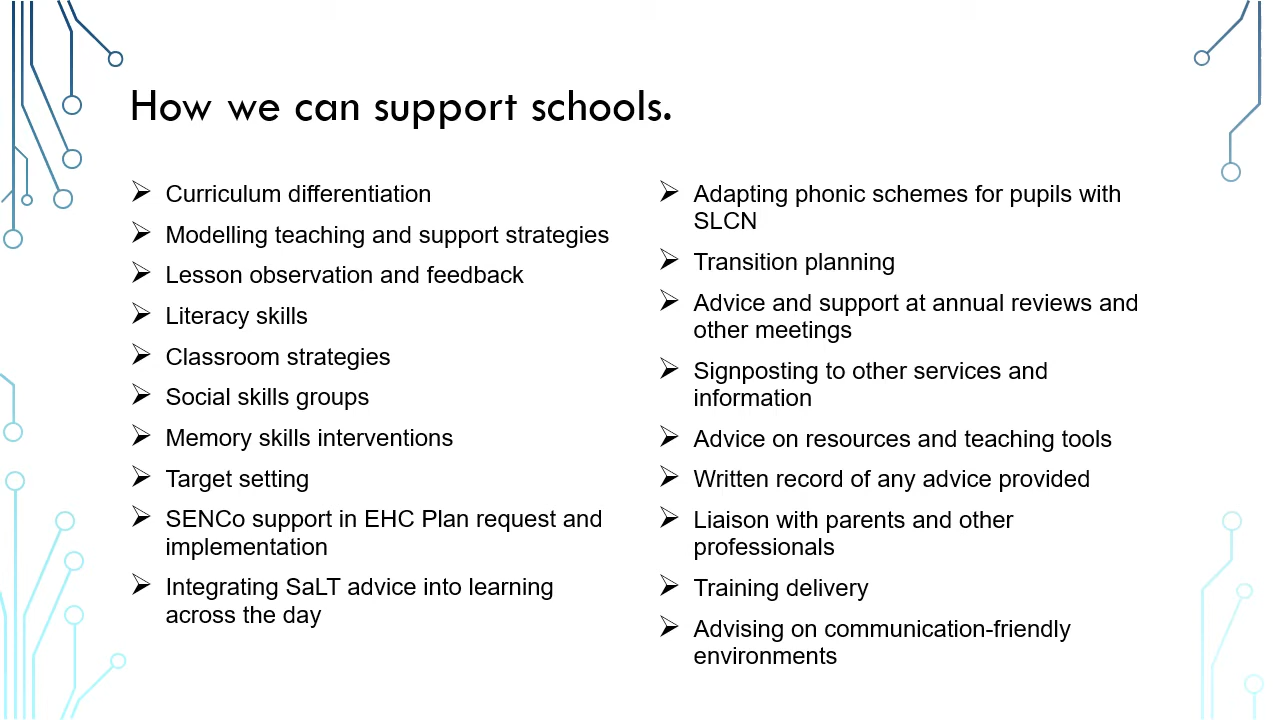 How we can support schools.
Curriculum differentiation
Modelling teaching and support strategies
Lesson observation and feedback
Literacy skills
Classroom strategies
Social skills groups
Memory skills interventions
Target setting
SENCo support in EHC Plan request and
implementation
Integrating SaLT advice into learning
across the day
Adapting phonic schemes for pupils with
SLCN
Transition planning
Advice and support at annual reviews and
other meetings
Signposting to other services and
information
Advice on resources and teaching tools
Written record of any advice provided
Liaison with parents and other
professionals
Training delivery
Advising on communication-friendly
environments